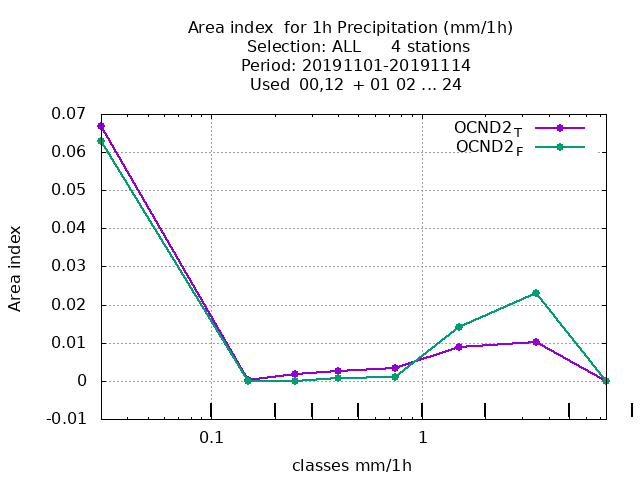 Area index for 1h Precipitation (mm/1h)
Selection: ALL 4 stations
Period: 20191101-20191114
Used 00,12 + 01 02 ... 24
OCND2T
OCND2F
0.07
0.06
0.05
0.04
0.03
0.02
0.01
0
-0.01
Area index
0.1 1
classes mm/1h